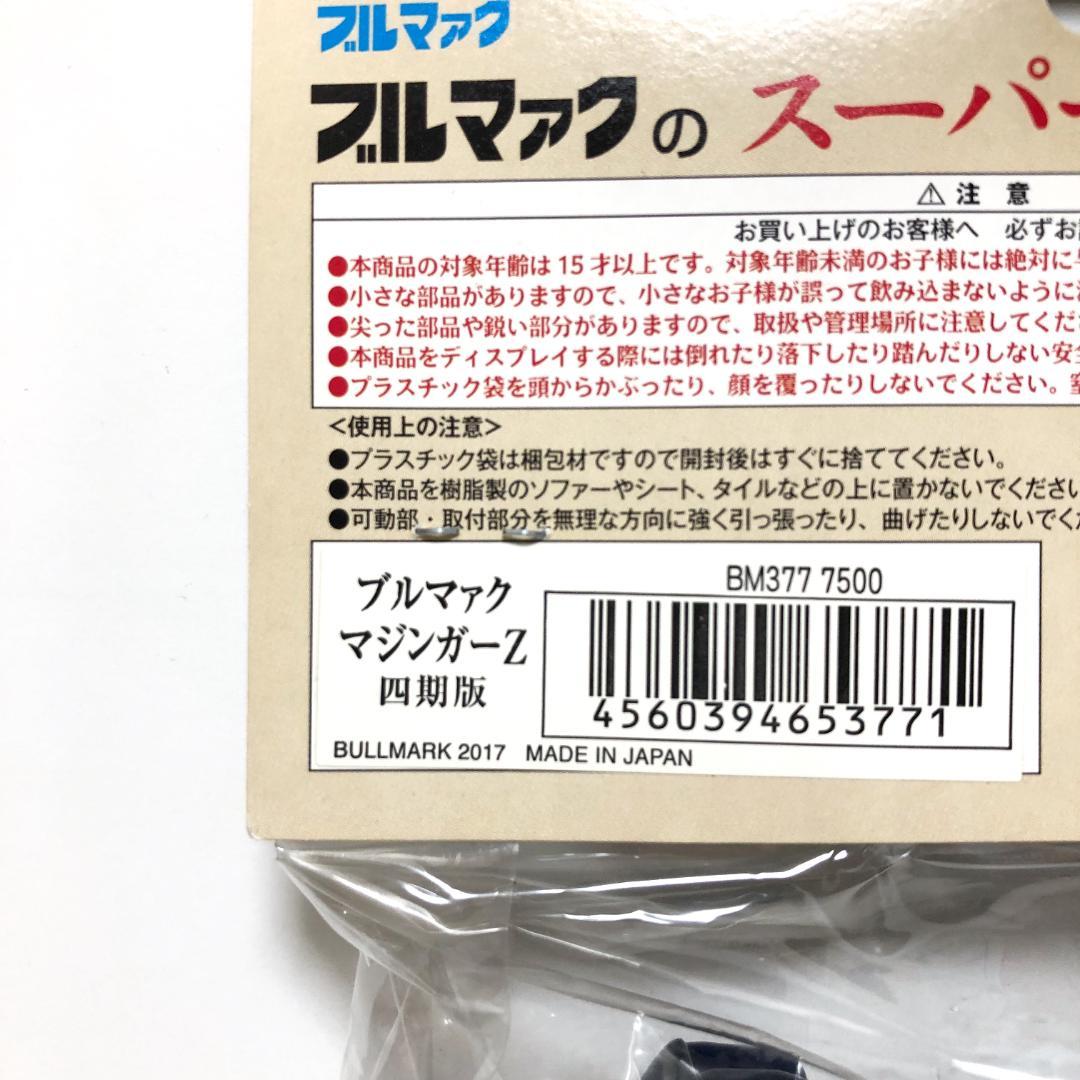 ブルマァク
ブルマァクの スーパー
⚠ 注 意
お買い上げのお客様へ 必ずお
●本商品の対象年齢は15才以上です。対象年齢未満のお子様には絶対に
●小さな部品がありますので、小さなお子様が誤って飲み込まないように
●尖った部品や鋭い部分がありますので、取扱や管理場所に注意してくだ
●本商品をディスプレイする際には倒れたり落下したり踏んだりしない安
●プラスチック袋を頭からかぶったり、顔を覆ったりしないでください。窒
<使用上の注意>
●プラスチック袋は梱包材ですので開封後はすぐに捨ててください。
●本商品を樹脂製のソファーやシート、タイルなどの上に置かないでください
●可動部・取付部分を無理な方向に強く引っ張ったり、曲げたりしないでく
ブルマァク
マジンガーZ
四期版
BM377 7500
4560394653771
BULLMARK 2017 MADE IN JAPAN